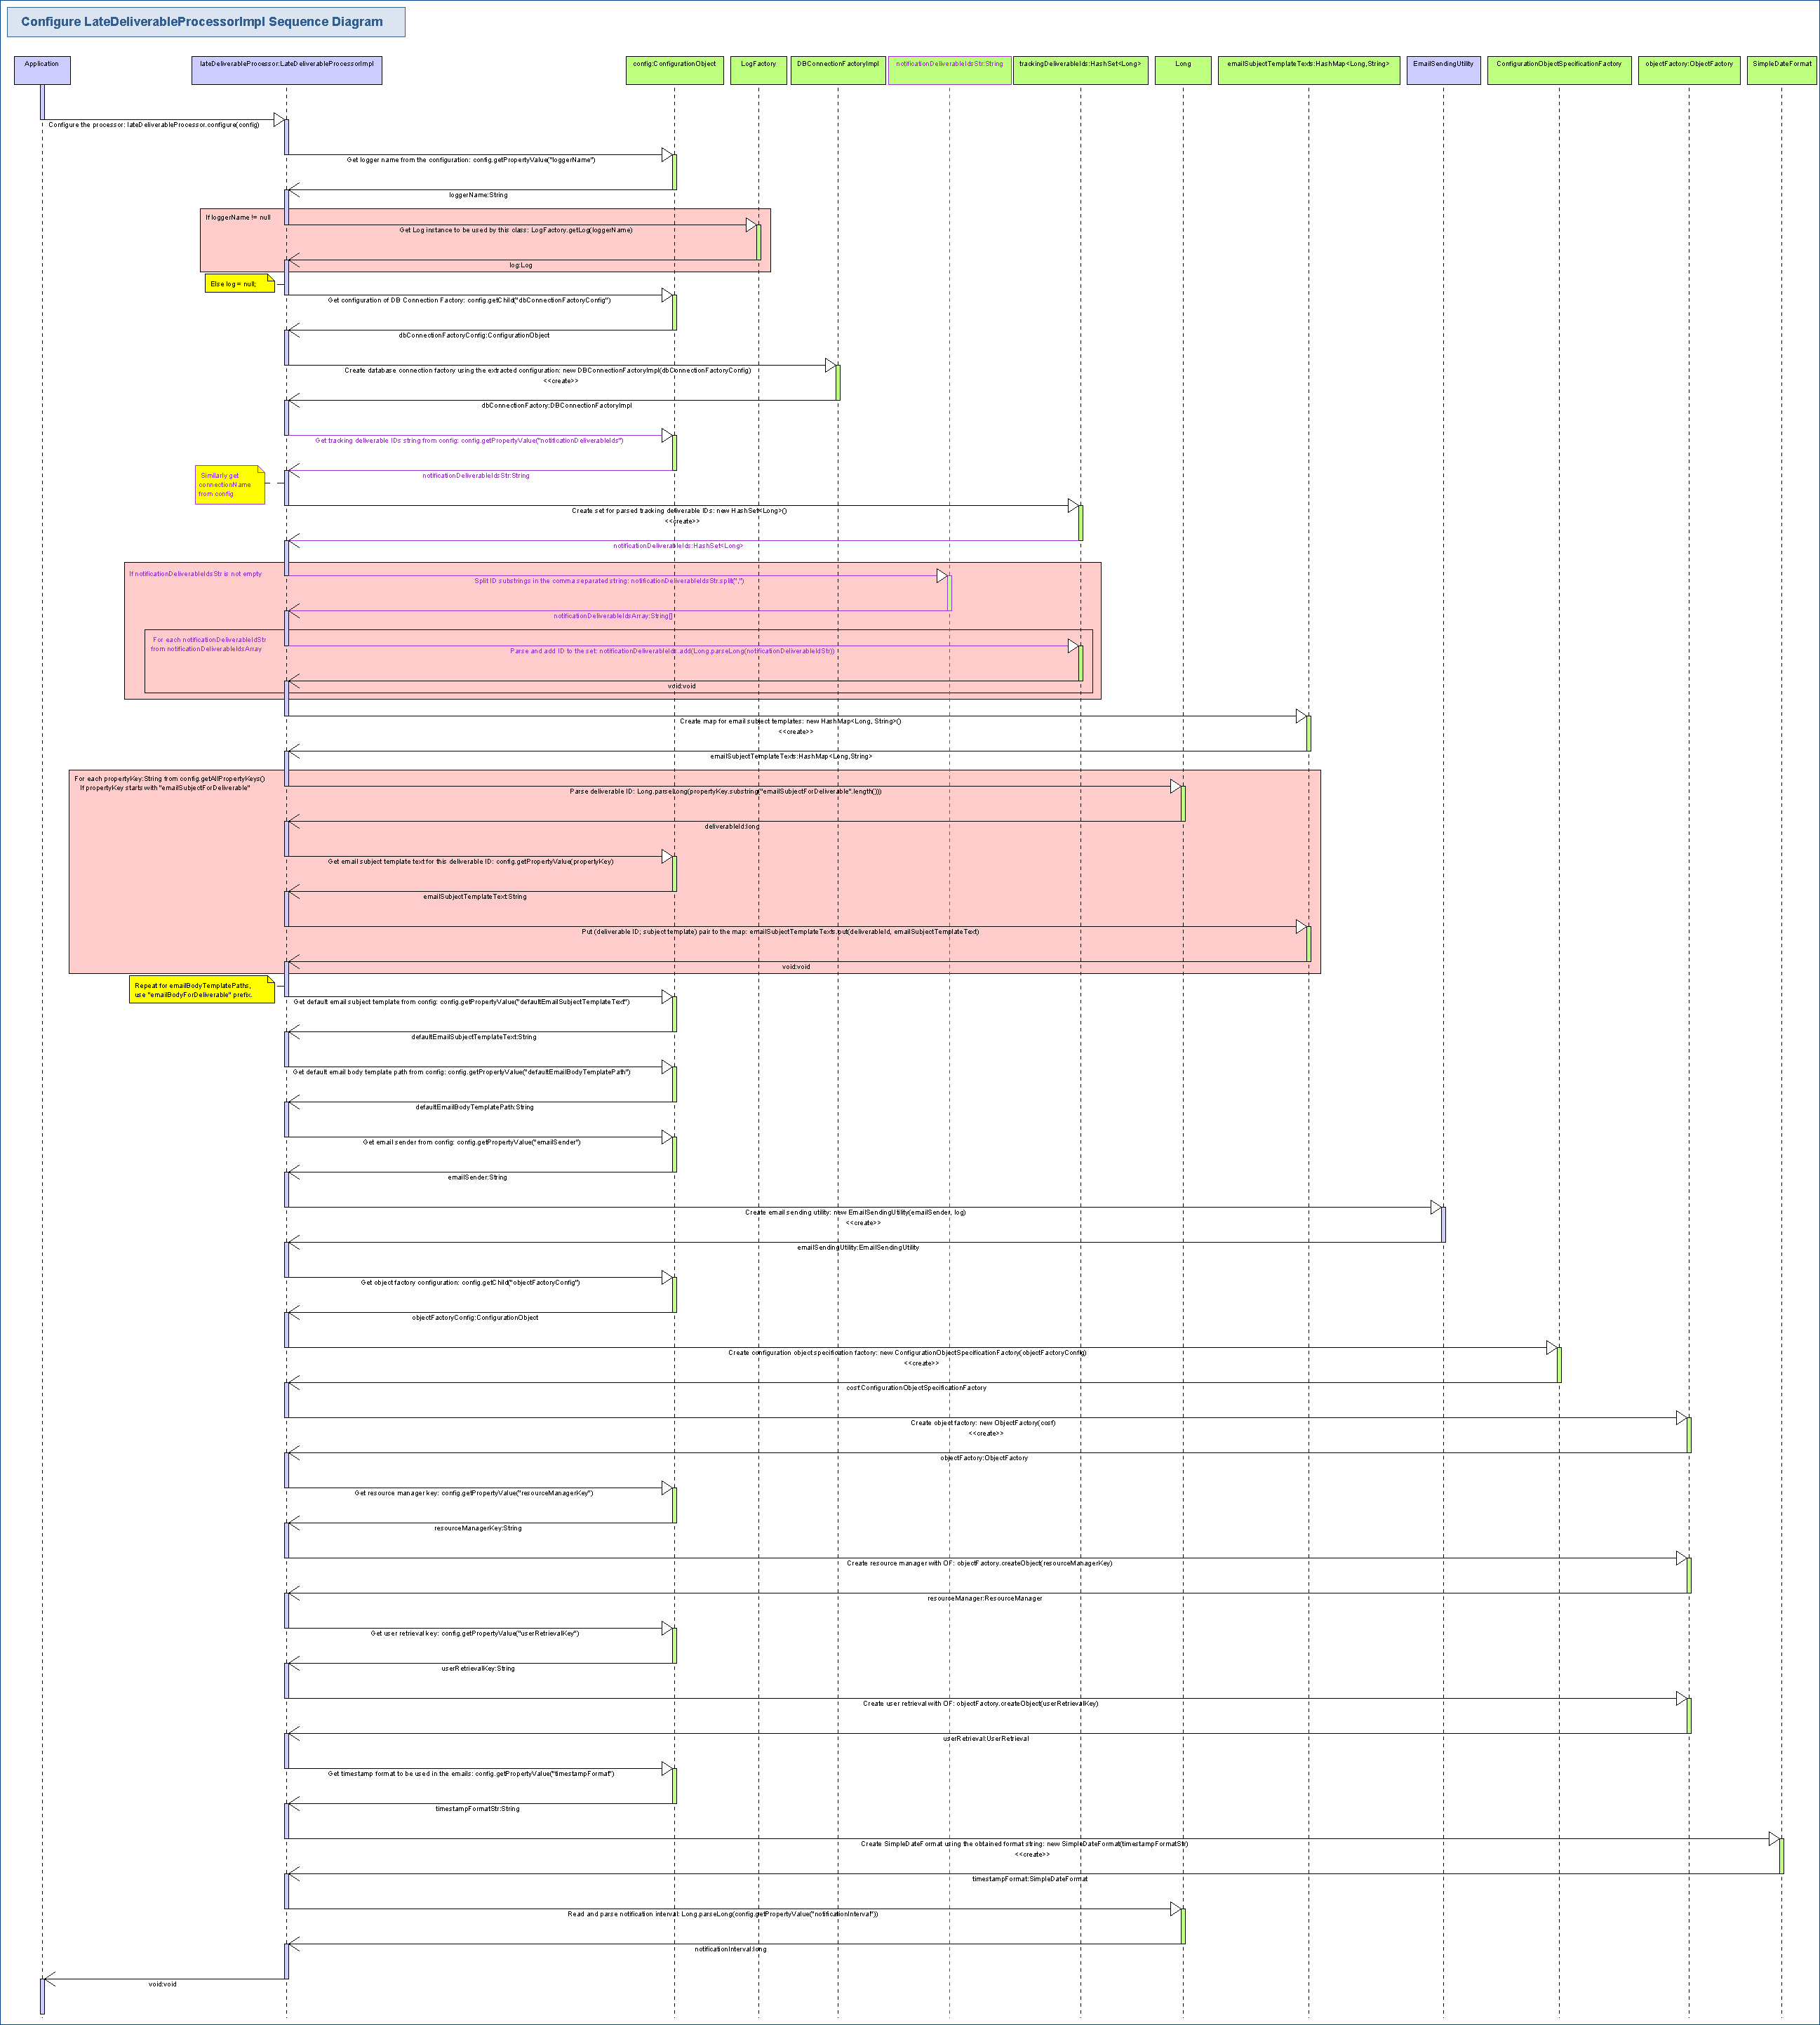 Configure LateDeliverableProcessorImpl Sequence Diagram
Application
lateDeliverableProcessor:LateDeliverableProcessorImpl
config:ConfigurationObject
LogFactory
DBConnectionFactoryImpl
notificationDeliverableIdsStr:String
trackingDeliverableIds:HashSet<Long>
Long
emailSubjectTemplateTexts:HashMap<Long,String>
EmailSendingUtility
ConfigurationObjectSpecificationFactory
objectFactory:ObjectFactory
SimpleDateFormat
Configure the processor: lateDeliverableProcessor.configure(config)
Get logger name from the configuration: config.getPropertyValue("loggerName")
loggerName:String
If loggerName != null
Get Log instance to be used by this class: LogFactory.getLog(loggerName)
log:Log
Else log = null;
Get configuration of DB Connection Factory: config.getChild("dbConnectionFactoryConfig")
dbConnectionFactoryConfig:ConfigurationObject
Create database connection factory using the extracted configuration: new DBConnectionFactoryImpl(dbConnectionFactoryConfig)
<<create>>
dbConnectionFactory:DBConnectionFactoryImpl
Get tracking deliverable IDs string from config: config.getPropertyValue("notificationDeliverableIds")
notificationDeliverableIdsStr:String
Similarly get
connectionName
from config
Create set for parsed tracking deliverable IDs: new HashSet<Long>()
<<create>>
notificationDeliverableIds:HashSet<Long>
If notificationDeliverableIdsStr is not empty
Split ID substrings in the comma separated string: notificationDeliverableIdsStr.split(",")
notificationDeliverableIdsArray:String[]
For each notificationDeliverableIdStr
from notificationDeliverableIdsArray
Parse and add ID to the set: notificationDeliverableIds.add(Long.parseLong(notificationDeliverableIdStr))
void:void
Create map for email subject templates: new HashMap<Long, String>()
<<create>>
emailSubjectTemplateTexts:HashMap<Long,String>
For each propertyKey:String from config.getAllPropertyKeys()
If propertyKey starts with "emailSubjectForDeliverable"
Parse deliverable ID: Long.parseLong(propertyKey.substring("emailSubjectForDeliverable".length()))
deliverableId:long
Get email subject template text for this deliverable ID: config.getPropertyValue(propertyKey)
emailSubjectTemplateText:String
Put (deliverable ID; subject template) pair to the map: emailSubjectTemplateTexts.put(deliverableId, emailSubjectTemplateText)
void:void
Repeat for emailBodyTemplatePaths,
use "emailBodyForDeliverable" prefix.
Get default email subject template from config: config.getPropertyValue("defaultEmailSubjectTemplateText")
defaultEmailSubjectTemplateText:String
Get default email body template path from config: config.getPropertyValue("defaultEmailBodyTemplatePath")
defaultEmailBodyTemplatePath:String
Get email sender from config: config.getPropertyValue("emailSender")
emailSender:String
Create email sending utility: new EmailSendingUtility(emailSender, log)
<<create>>
emailSendingUtility:EmailSendingUtility
Get object factory configuration: config.getChild("objectFactoryConfig")
objectFactoryConfig:ConfigurationObject
Create configuration object specification factory: new ConfigurationObjectSpecificationFactory(objectFactoryConfig)
<<create>>
cosf:ConfigurationObjectSpecificationFactory
Create object factory: new ObjectFactory(cosf)
<<create>>
objectFactory:ObjectFactory
Get resource manager key: config.getPropertyValue("resourceManagerKey")
resourceManagerKey:String
Create resource manager with OF: objectFactory.createObject(resourceManagerKey)
resourceManager:ResourceManager
Get user retrieval key: config.getPropertyValue("userRetrievalKey")
userRetrievalKey:String
Create user retrieval with OF: objectFactory.createObject(userRetrievalKey)
userRetrieval:UserRetrieval
Get timestamp format to be used in the emails: config.getPropertyValue("timestampFormat")
timestampFormatStr:String
Create SimpleDateFormat using the obtained format string: new SimpleDateFormat(timestampFormatStr)
<<create>>
timestampFormat:SimpleDateFormat
Read and parse notification interval: Long.parseLong(config.getPropertyValue("notificationInterval"))
notificationInterval:long
void:void